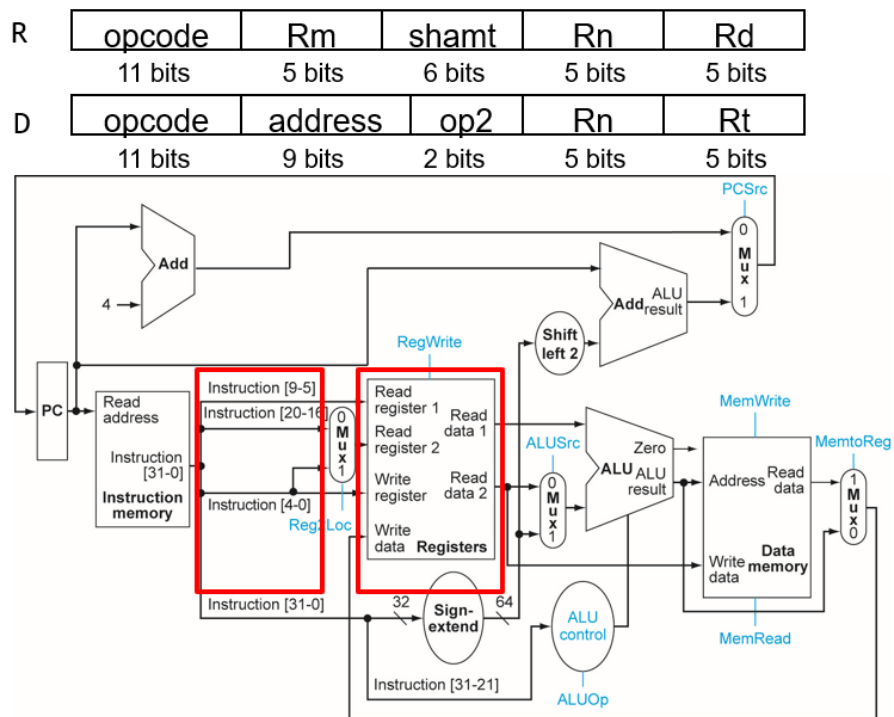 R opcode Rm shamt Rn Rd
11 bits 5 bits 6 bits 5 bits 5 bits
D opcode address op2 Rn Rt
11 bits 9 bits 2 bits 5 bits 5 bits
PCSrc
0
Mux
1
Add
4
Add ALU result
Shift left 2
RegWrite
PC
Read address
Instruction [31-0]
Instruction memory
Instruction [9-5]
Instruction [20-16]
Instruction [4-0]
Instruction [31-0]
Instruction [31-21]
0
Mux
1
Reg2Loc
Read register 1
Read register 2
Write register
Write data
Read data 1
Read data 2
Registers
32
Sign-extend
64
ALUSrc
0
Mux
1
ALU
Zero
ALU result
ALU control
ALUOp
MemWrite
Address
Read data
Write data
Data memory
MemRead
MemtoReg
1
Mux
0